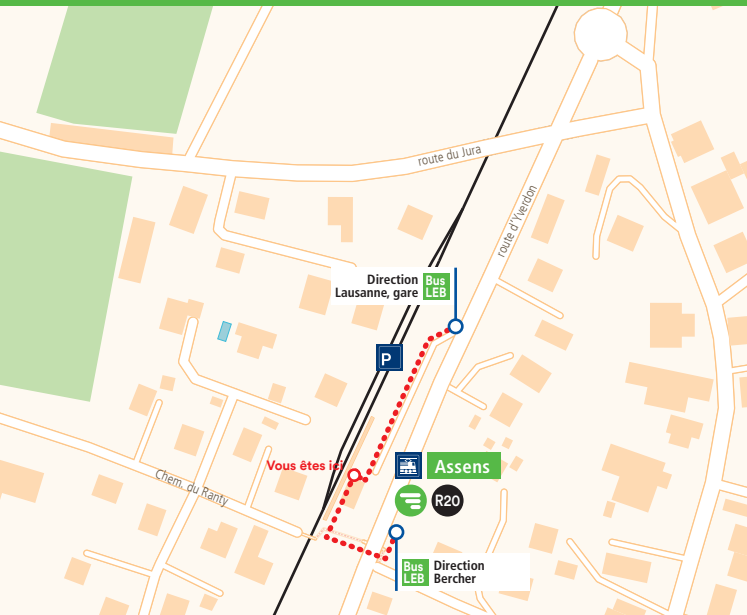 route du Jura
route d'Yverdon
Direction
Lausanne, gare
Bus
LEB
P
Vous êtes ici
Assens
R20
Chem. du Ranty
Bus
LEB
Direction
Bercher